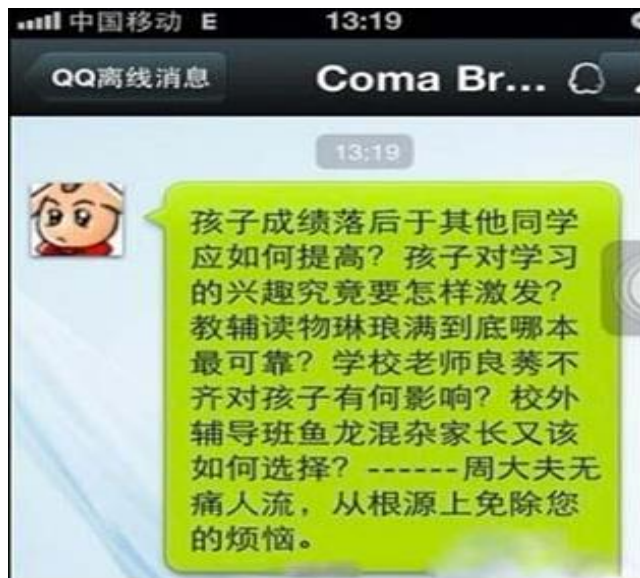 中国移动 E 13:19
QQ离线消息 Coma Br...
13:19
孩子成绩落后于其他同学
应如何提高？孩子对学习
的兴趣究竟要怎样激发？
教辅读物琳琅满到底哪本
最可靠？学校老师良莠不
齐对孩子有何影响？校外
辅导班鱼龙混杂家长又该
如何选择？------周大夫无
痛人流，从根源上免除您
的烦恼。